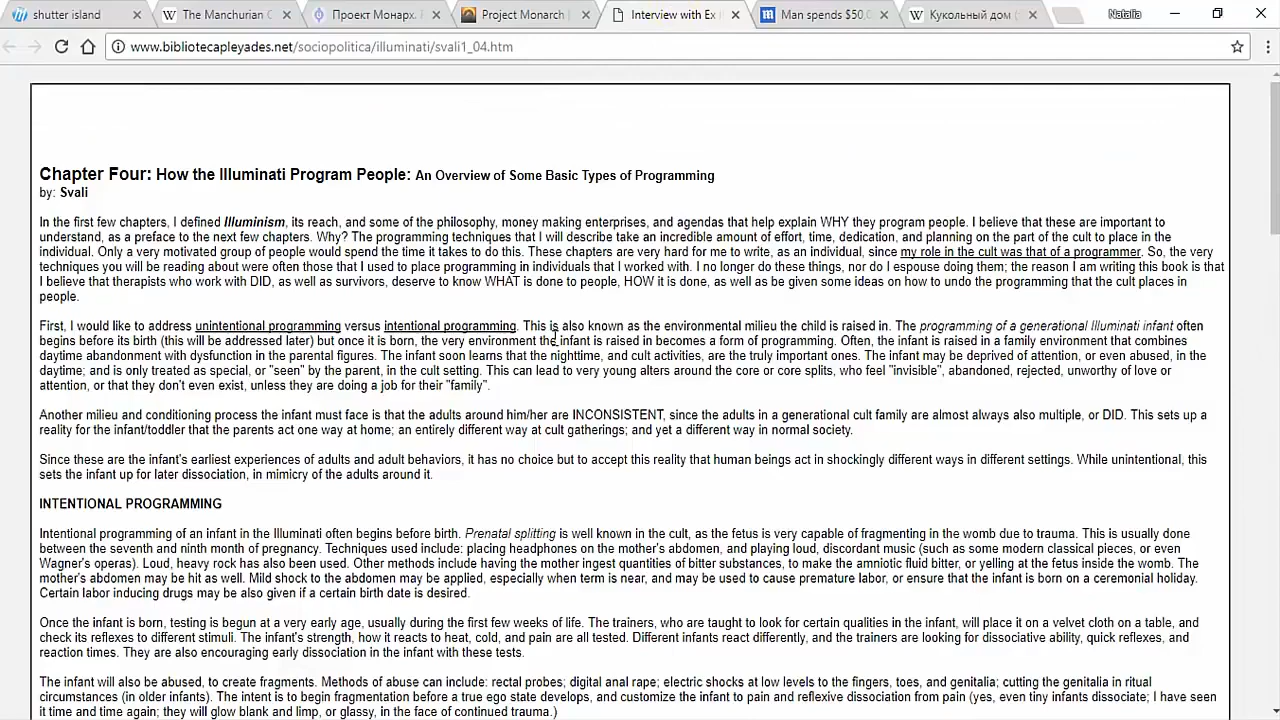 shutter island
The Manchurian C
Проект Монарх. P
Project Monarch |
Interview with Ex I
Man spends $50,0
Кукольный дом (
Natalia
www.bibliotecapleyades.net/sociopolitica/illuminati/svali1_04.htm
Chapter Four: How the Illuminati Program People: An Overview of Some Basic Types of Programming
by: Svali
In the first few chapters, I defined Illuminism, its reach, and some of the philosophy, money making enterprises, and agendas that help explain WHY they program people. I believe that these are important to
understand, as a preface to the next few chapters. Why? The programming techniques that I will describe take an incredible amount of effort, time, dedication, and planning on the part of the cult to place in the
individual. Only a very motivated group of people would spend the time it takes to do this. These chapters are very hard for me to write, as an individual, since my role in the cult was that of a programmer. So, the very
techniques you will be reading about were often those that I used to place programming in individuals that I worked with. I no longer do these things, nor do I espouse doing them; the reason I am writing this book is that
I believe that therapists who work with DID, as well as survivors, deserve to know WHAT is done to people, HOW it is done, as well as be given some ideas on how to undo the programming that the cult places in
people.
First, I would like to address unintentional programming versus intentional programming. This is also known as the environmental milieu the child is raised in. The programming of a generational Illuminati infant often
begins before its birth (this will be addressed later) but once it is born, the very environment the infant is raised in becomes a form of programming. Often, the infant is raised in a family environment that combines
daytime abandonment with dysfunction in the parental figures. The infant soon learns that the nighttime, and cult activities, are the truly important ones. The infant may be deprived of attention, or even abused, in the
daytime; and is only treated as special, or "seen" by the parent, in the cult setting. This can lead to very young alters around the core or core splits, who feel "invisible", abandoned, rejected, unworthy of love or
attention, or that they don't even exist, unless they are doing a job for their "family".
Another milieu and conditioning process the infant must face is that the adults around him/her are INCONSISTENT, since the adults in a generational cult family are almost always also multiple, or DID. This sets up a
reality for the infant/toddler that the parents act one way at home; an entirely different way at cult gatherings; and yet a different way in normal society.
Since these are the infant's earliest experiences of adults and adult behaviors, it has no choice but to accept this reality that human beings act in shockingly different ways in different settings. While unintentional, this
sets the infant up for later dissociation, in mimicry of the adults around it.
INTENTIONAL PROGRAMMING
Intentional programming of an infant in the Illuminati often begins before birth. Prenatal splitting is well known in the cult, as the fetus is very capable of fragmenting in the womb due to trauma. This is usually done
between the seventh and ninth month of pregnancy. Techniques used include: placing headphones on the mother's abdomen, and playing loud, discordant music (such as some modern classical pieces, or even
Wagner's operas). Loud, heavy rock has also been used. Other methods include having the mother ingest quantities of bitter substances, to make the amniotic fluid bitter, or yelling at the fetus inside the womb. The
mother's abdomen may be hit as well. Mild shock to the abdomen may be applied, especially when term is near, and may be used to cause premature labor, or ensure that the infant is born on a ceremonial holiday.
Certain labor inducing drugs may be also given if a certain birth date is desired.
Once the infant is born, testing is begun at a very early age, usually during the first few weeks of life. The trainers, who are taught to look for certain qualities in the infant, will place it on a velvet cloth on a table, and
check its reflexes to different stimuli. The infant's strength, how it reacts to heat, cold, and pain are all tested. Different infants react differently, and the trainers are looking for dissociative ability, quick reflexes, and
reaction times. They are also encouraging early dissociation in the infant with these tests.
The infant will also be abused, to create fragments. Methods of abuse can include: rectal probes; digital anal rape; electric shocks at low levels to the fingers, toes, and genitalia; cutting the genitalia in ritual
circumstances (in older infants). The intent is to begin fragmentation before a true ego state develops, and customize the infant to pain and reflexive dissociation from pain (yes, even tiny infants dissociate; I have seen
it time and time again; they will glow blank and limp, or glassy, in the face of continued trauma.)